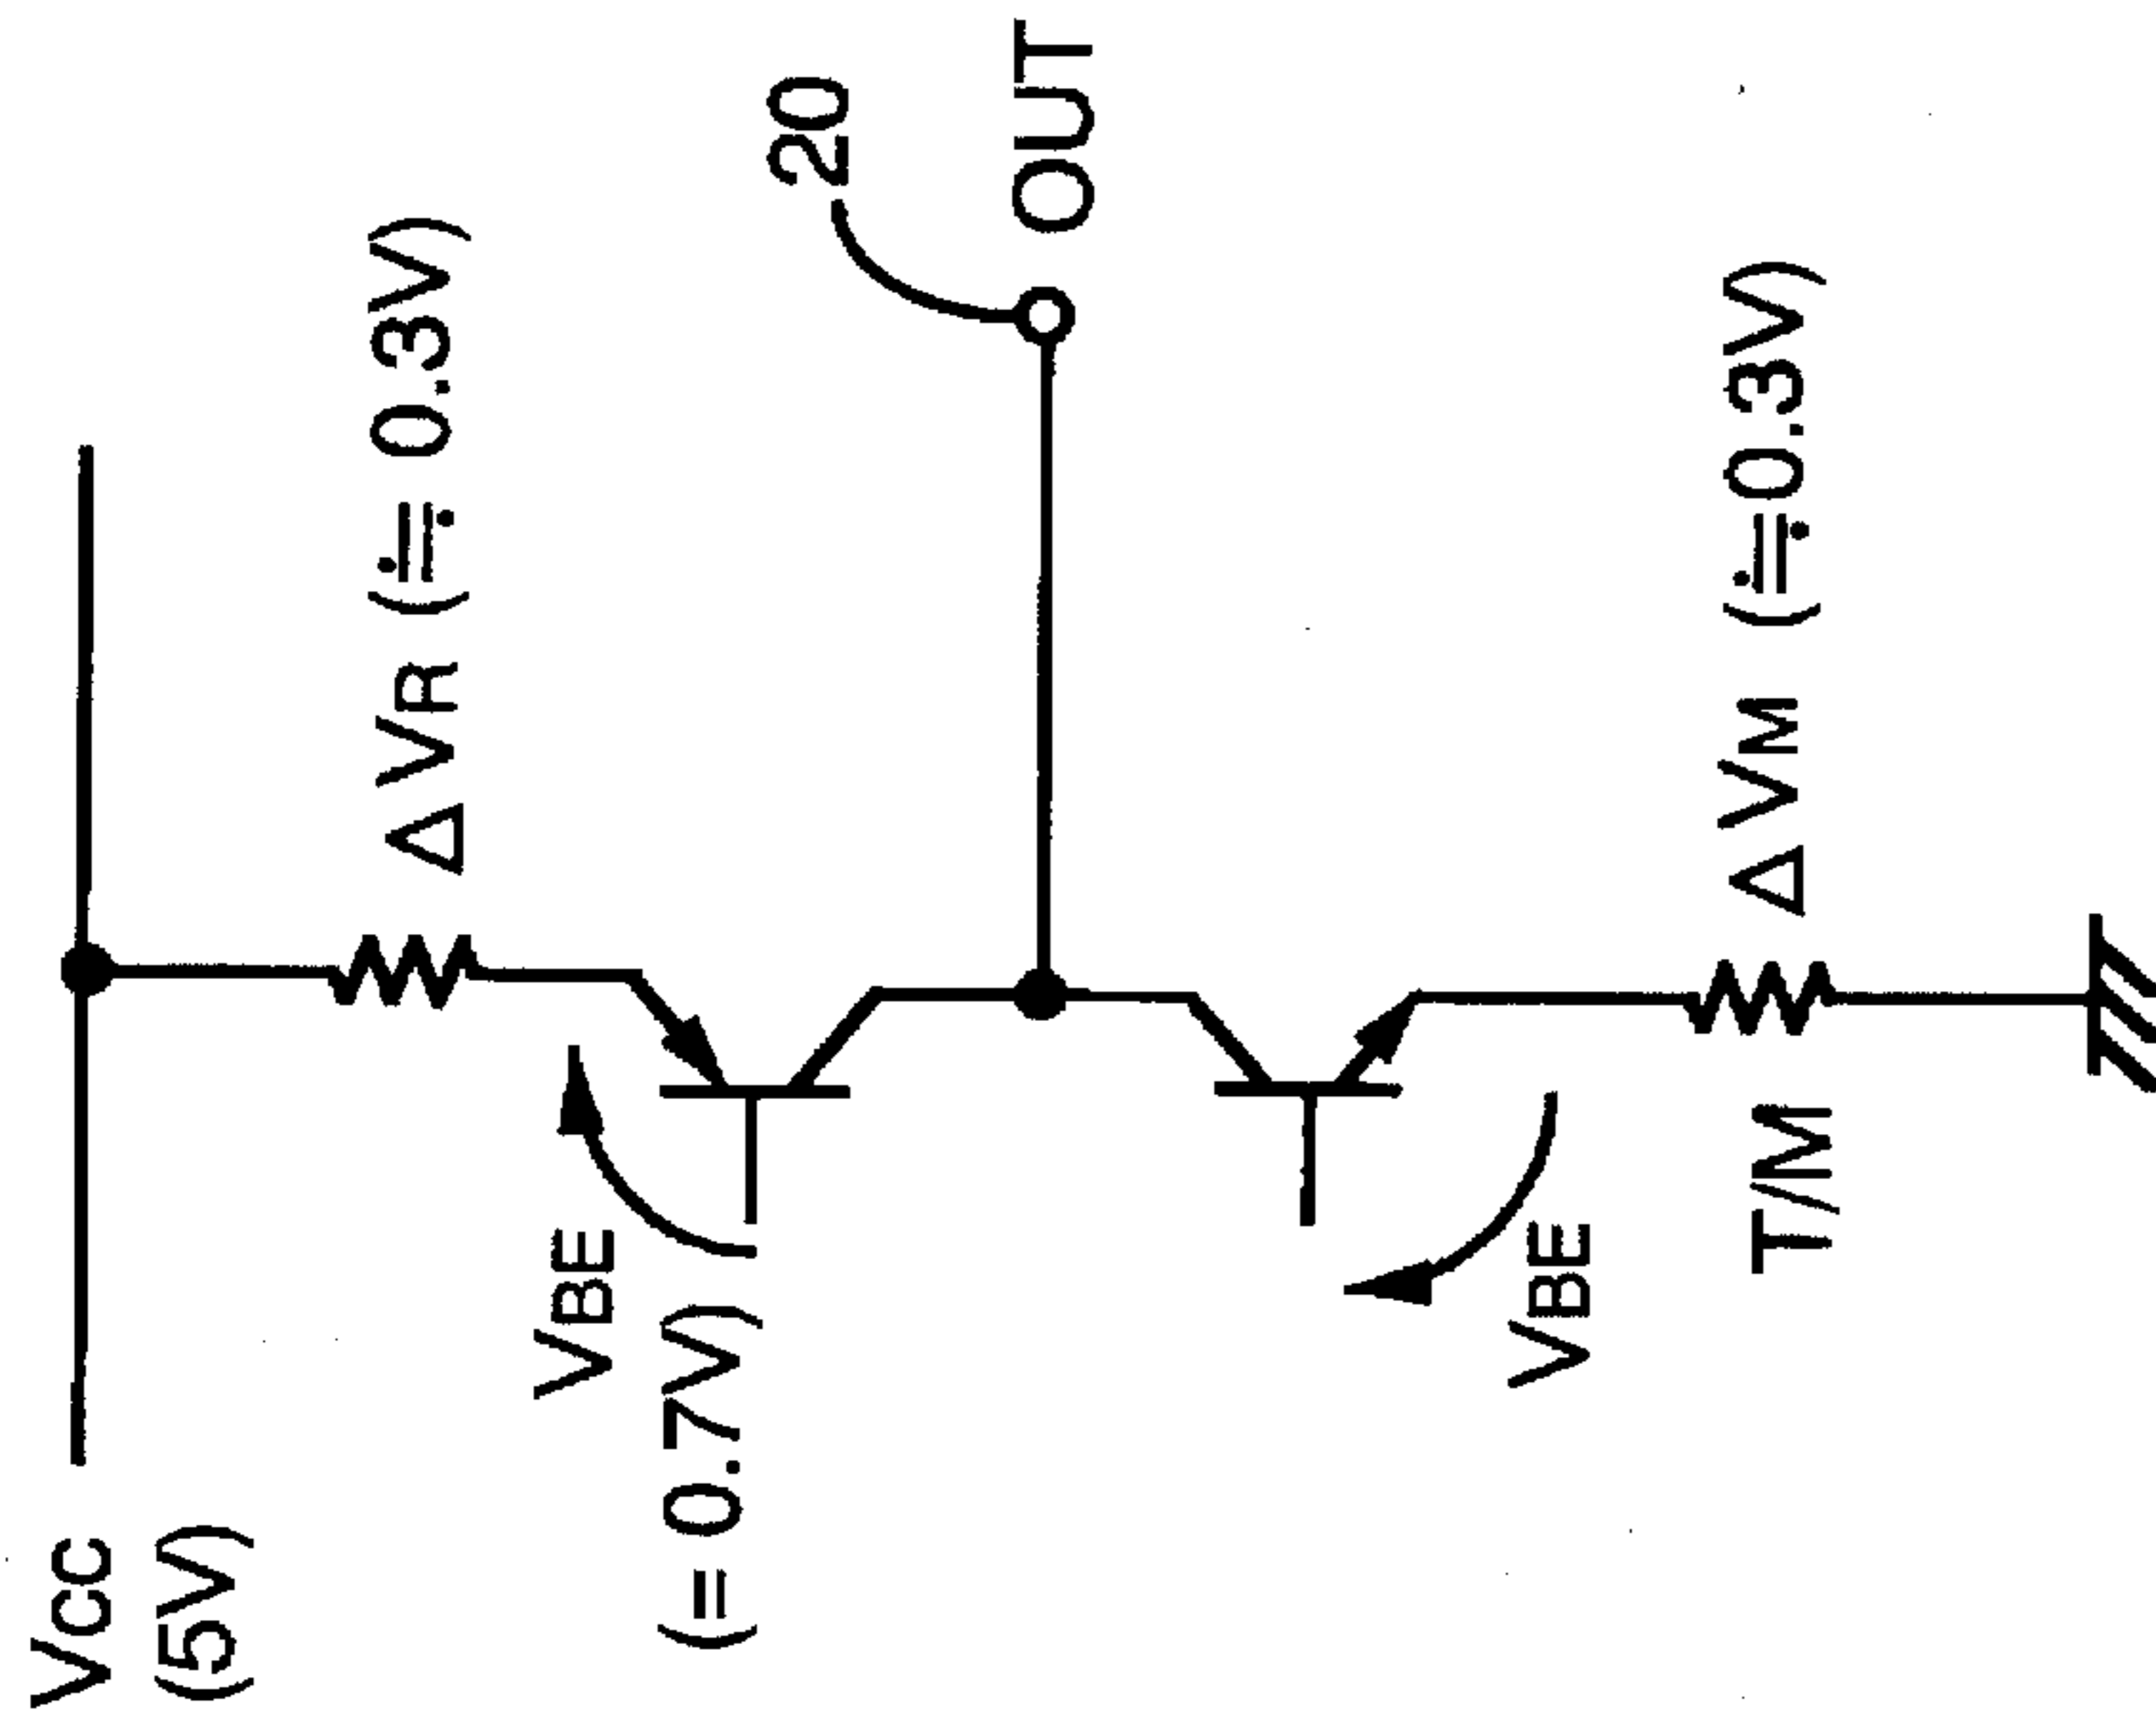 Vcc
(5V)
ΔVR (≒ 0.3V)
VBE
(= 0.7V)
20
OUT
VBE
T/M
ΔVM (≒0.3V)